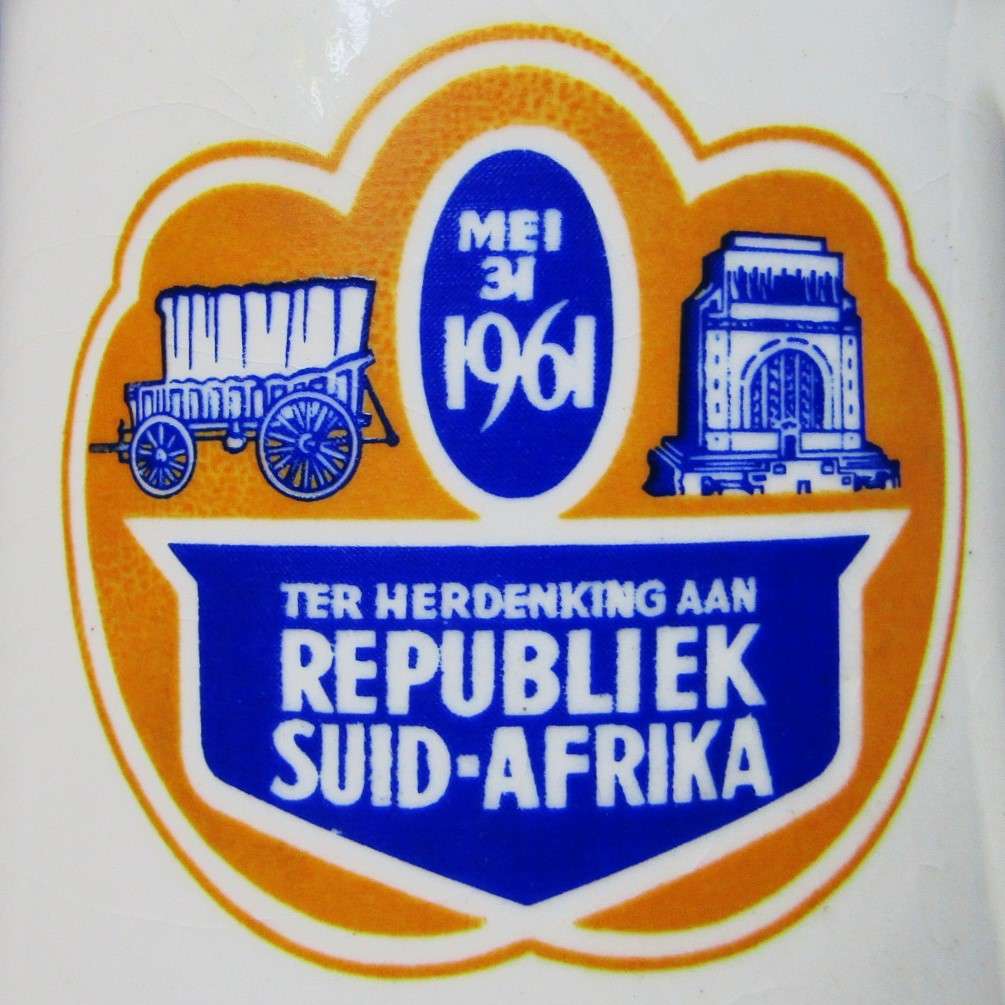 MEI
31
1961
TER HERDENKING AAN
REPUBLIEK
SUID-AFRIKA